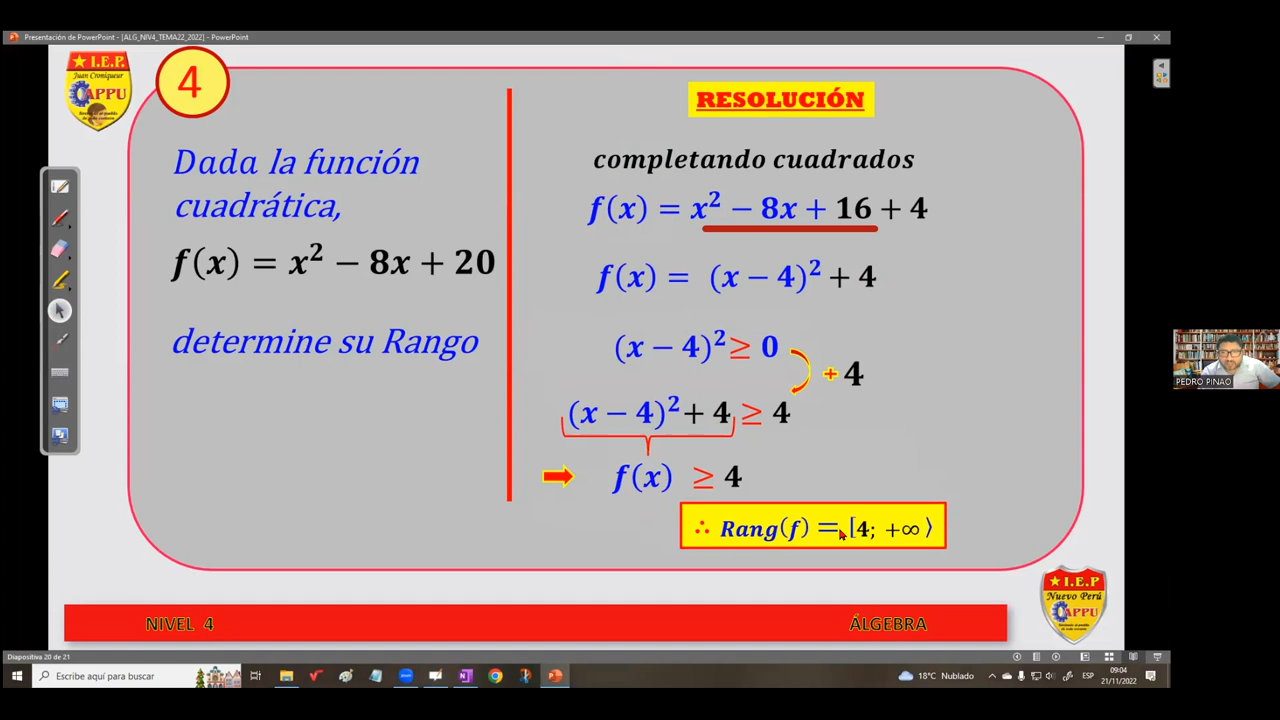 Presentación de PowerPoint - [ALG_NIV4_TEMA22_2022] - PowerPoint
I.E.P.
Juan Croniqueur
APPU
4
Dada la función
cuadrática,
f(x) = x² − 8x + 20
determine su Rango
RESOLUCIÓN
completando cuadrados
f(x) = x² − 8x + 16 + 4
f(x) = (x − 4)² + 4
(x − 4)² ≥ 0
+ 4
(x − 4)² + 4 ≥ 4
f(x) ≥ 4
∴ Rang(f) = [4; +∞⟩
PEDRO PINAO
I.E.P
Nuevo Perú
APPU
NIVEL 4
ÁLGEBRA
Diapositiva 20 de 21
Escribe aquí para buscar
18°C Nublado
ESP
09:04
21/11/2022